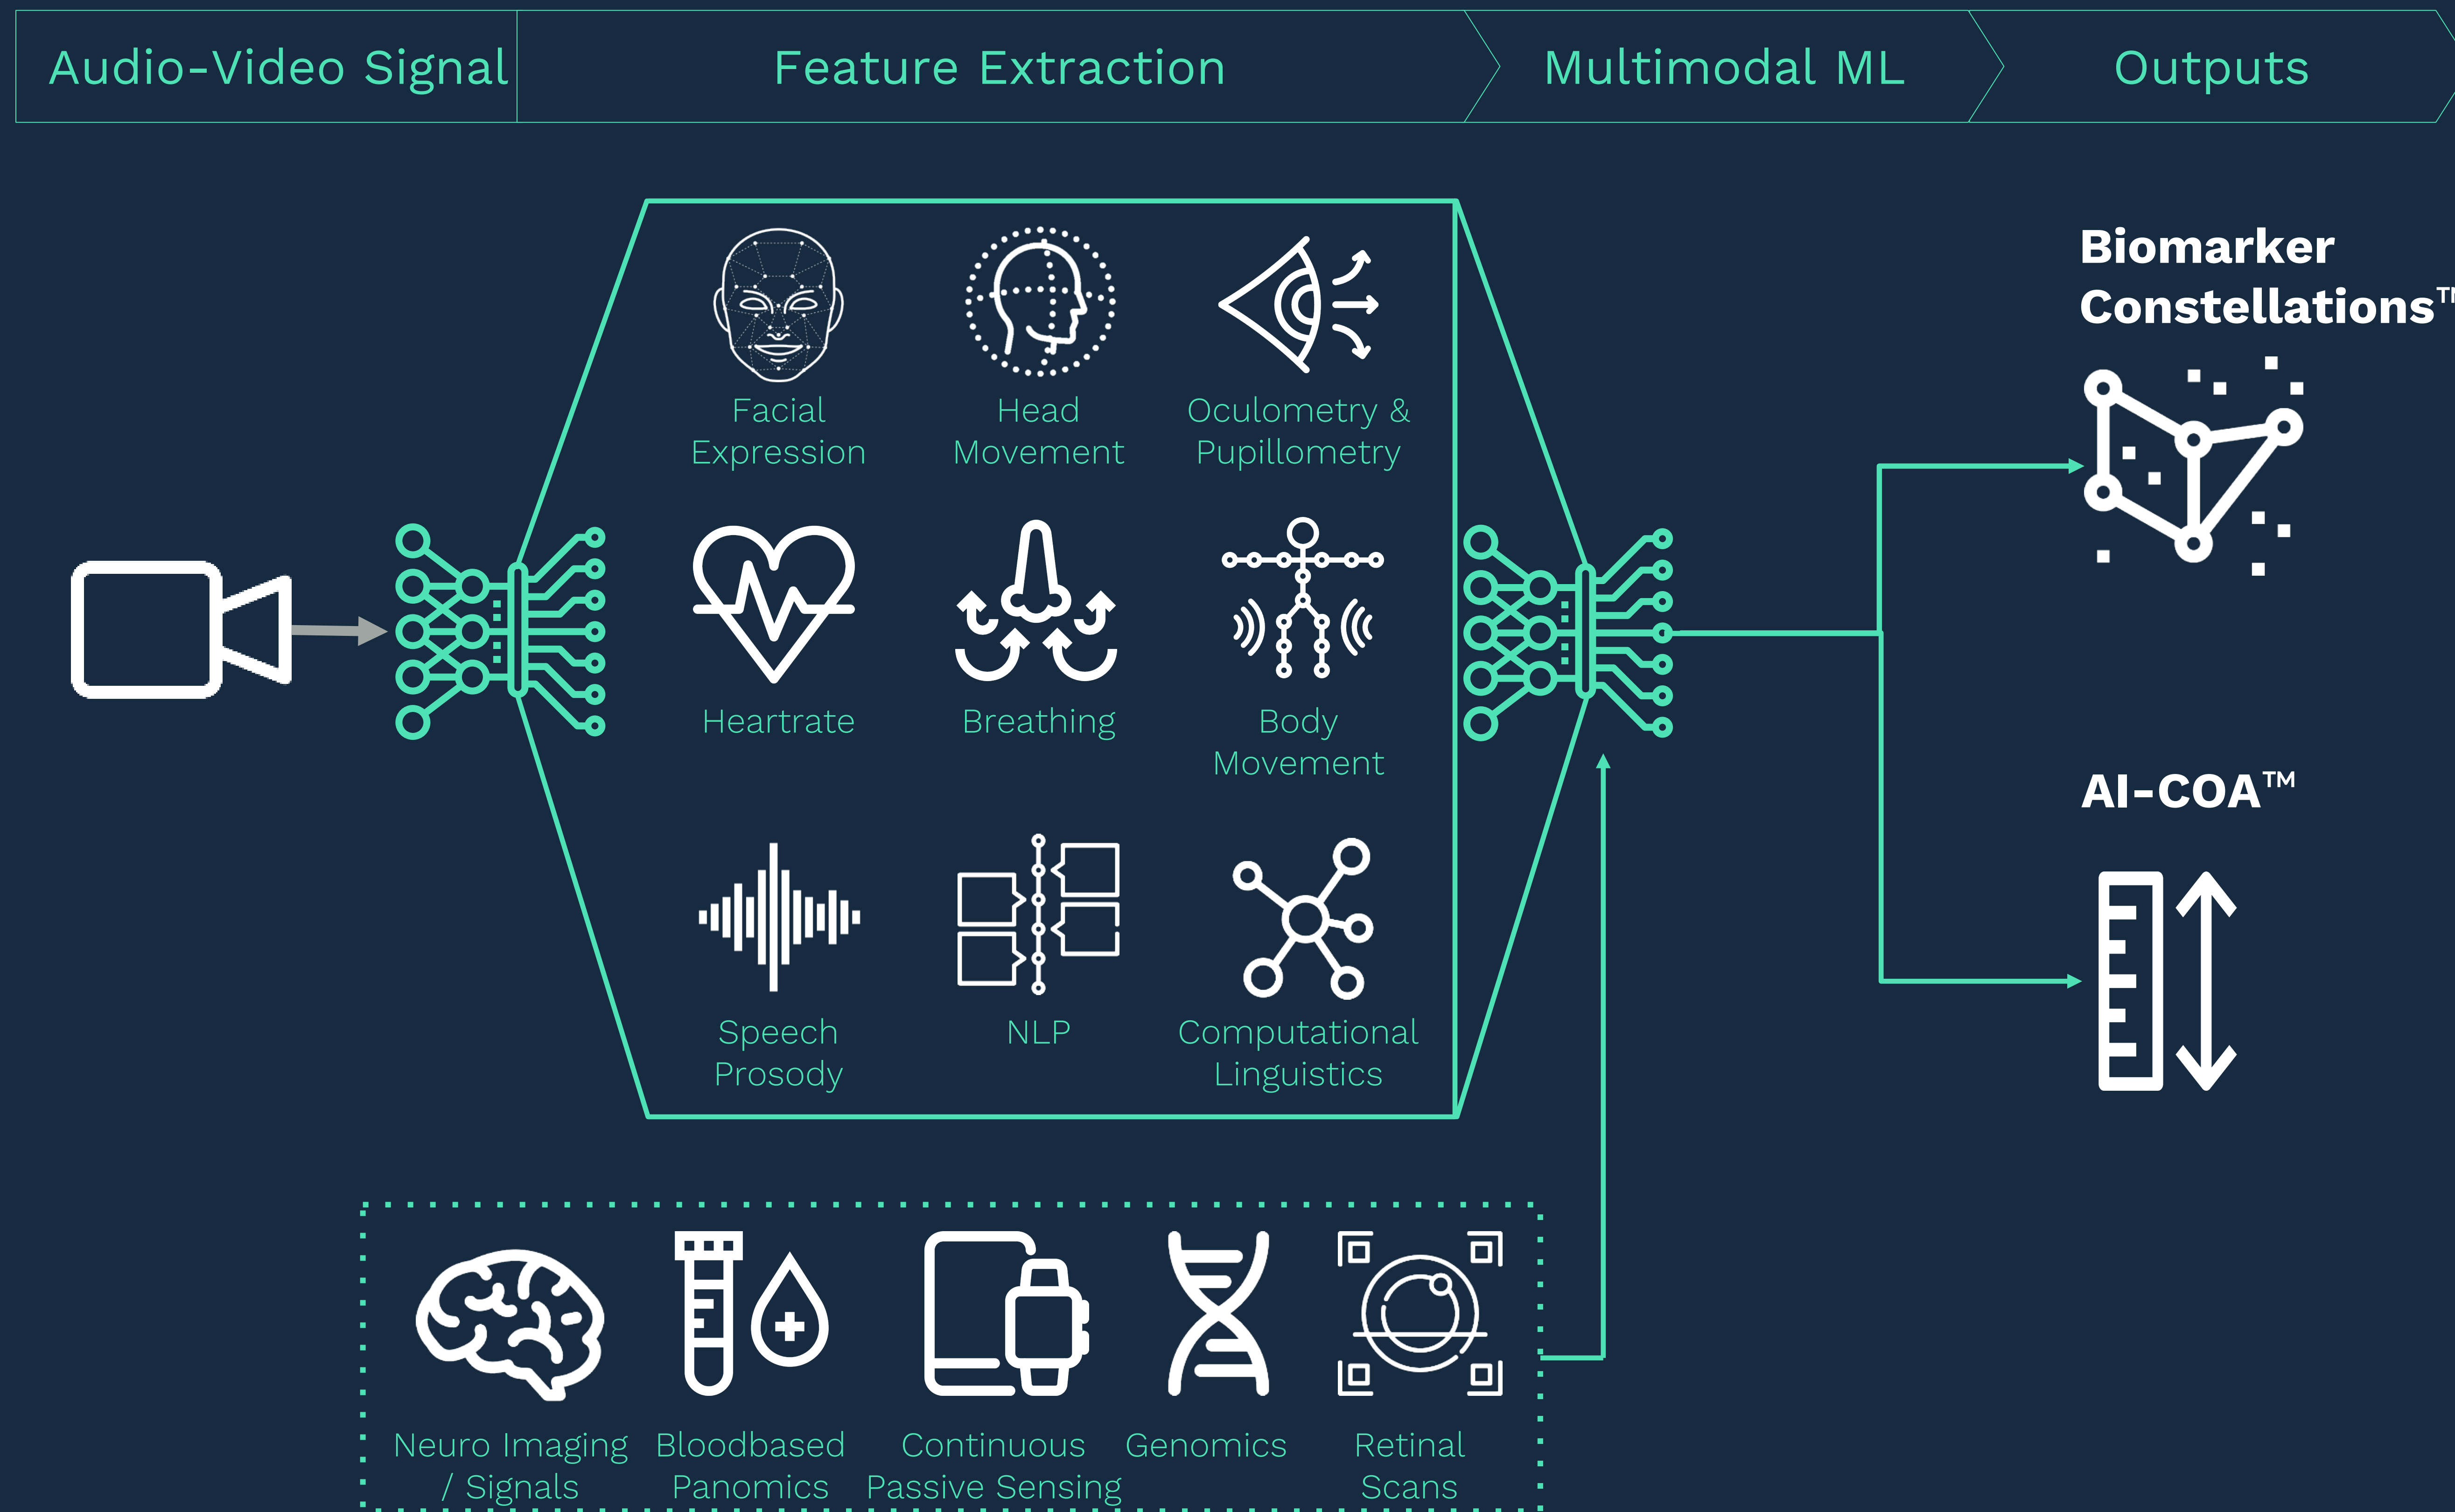 Audio-Video Signal
Feature Extraction
Multimodal ML
Outputs
Facial
Expression
Head
Movement
Oculometry &
Pupillometry
Heartrate
Breathing
Body
Movement
Speech
Prosody
NLP
Computational
Linguistics
Neuro Imaging
/ Signals
Bloodbased
Panomics
Continuous
Passive Sensing
Genomics
Retinal
Scans
Biomarker
Constellations™
AI-COA™